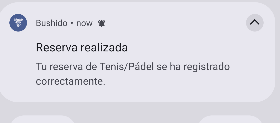 Bushido • now
Reserva realizada
Tu reserva de Tenis/Pádel se ha registrado
correctamente.